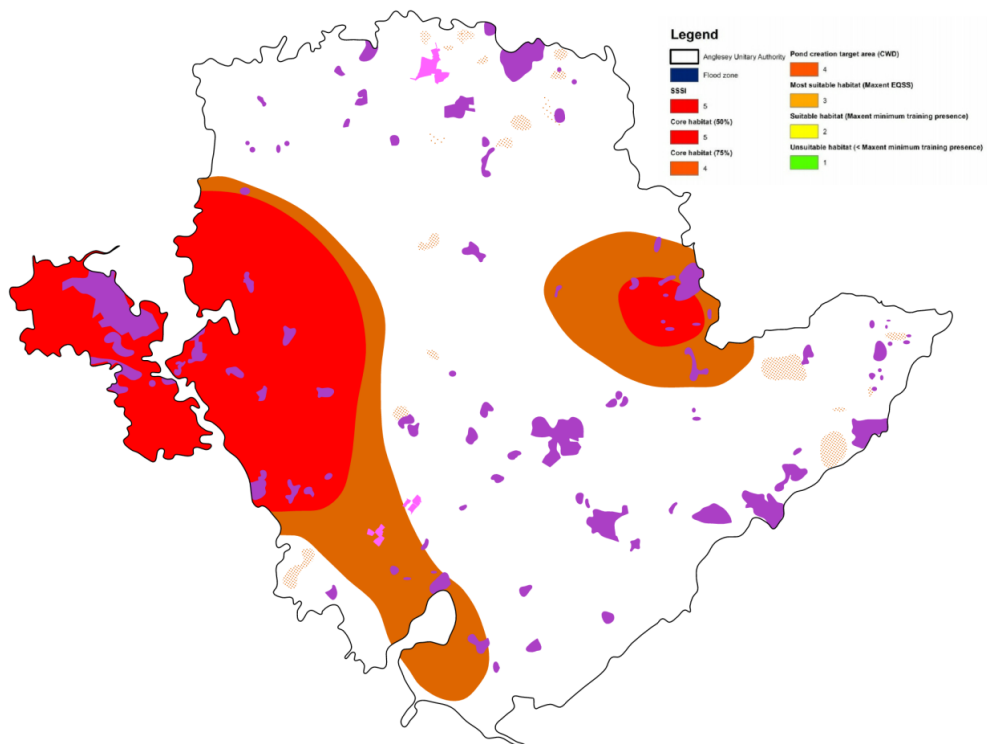 Legend
Anglesey Unitary Authority
Flood zone
SSSI
5
Core habitat (50%)
5
Core habitat (75%)
4
Pond creation target area (CWD)
4
Most suitable habitat (Maxent EQSS)
3
Suitable habitat (Maxent minimum training presence)
2
Unsuitable habitat (< Maxent minimum training presence)
1